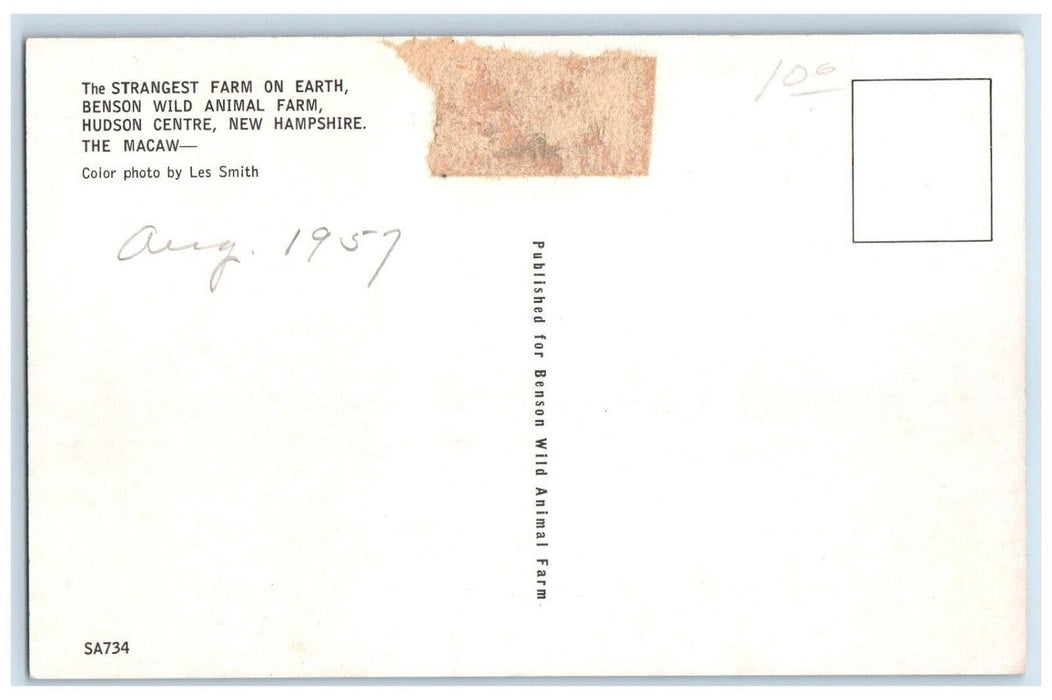 The STRANGEST FARM ON EARTH,
BENSON WILD ANIMAL FARM,
HUDSON CENTRE, NEW HAMPSHIRE.
THE MACAW—
Color photo by Les Smith
10⁰⁰
Aug. 1957
Published for Benson Wild Animal Farm
SA734